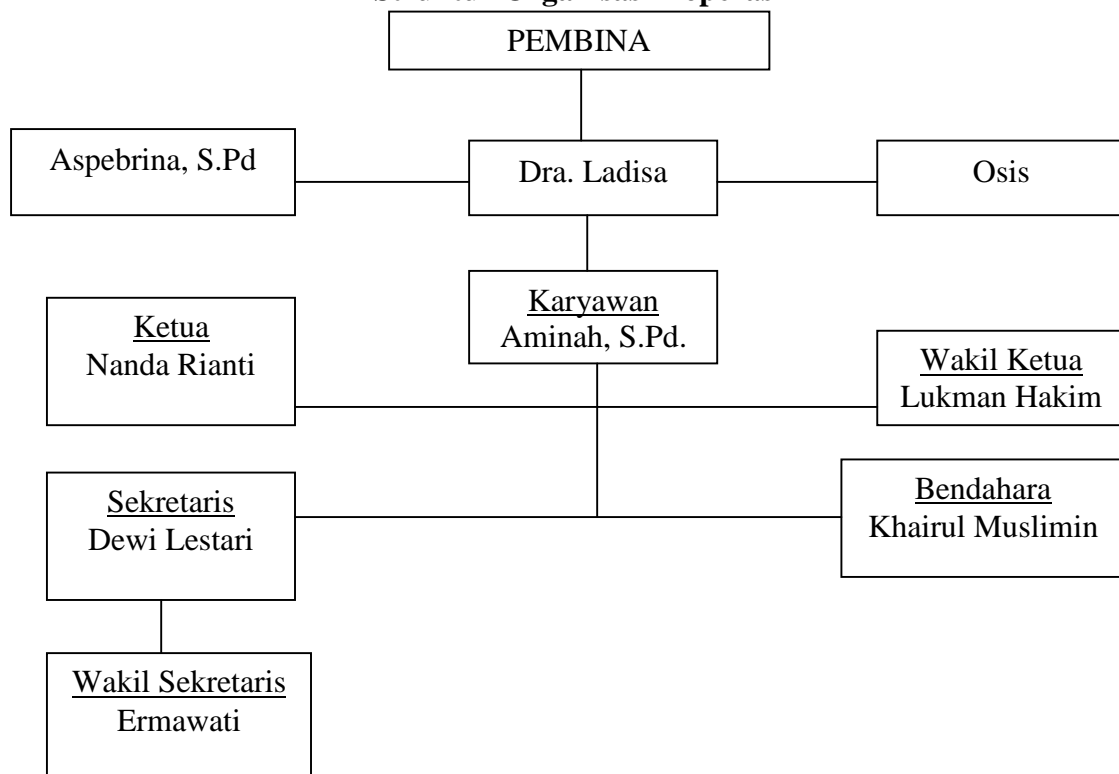 PEMBINA
Aspebrina, S.Pd
Dra. Ladisa
Osis
Karyawan
Aminah, S.Pd.
Ketua
Nanda Rianti
Wakil Ketua
Lukman Hakim
Sekretaris
Dewi Lestari
Bendahara
Khairul Muslimin
Wakil Sekretaris
Ermawati